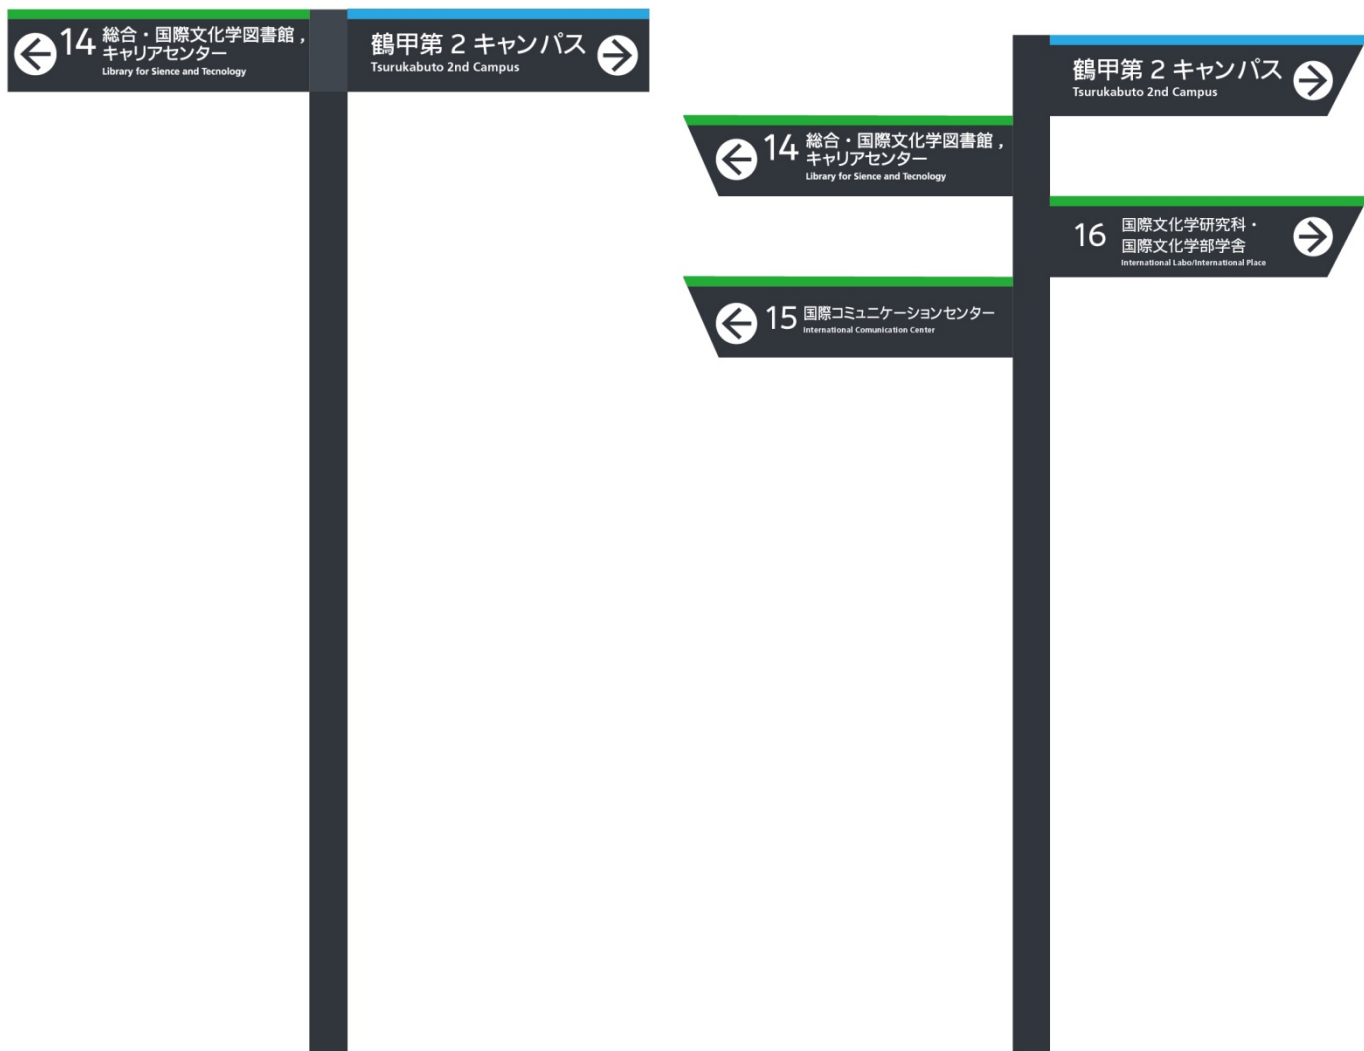 14
総合・国際文化学図書館,
キャリアセンター
Library for Sience and Tecnology
鶴甲第 2 キャンパス
Tsurukabuto 2nd Campus
鶴甲第 2 キャンパス
Tsurukabuto 2nd Campus
14
総合・国際文化学図書館,
キャリアセンター
Library for Sience and Tecnology
16
国際文化学研究科・
国際文化学部学舎
International Labo/International Place
15
国際コミュニケーションセンター
International Comunication Center